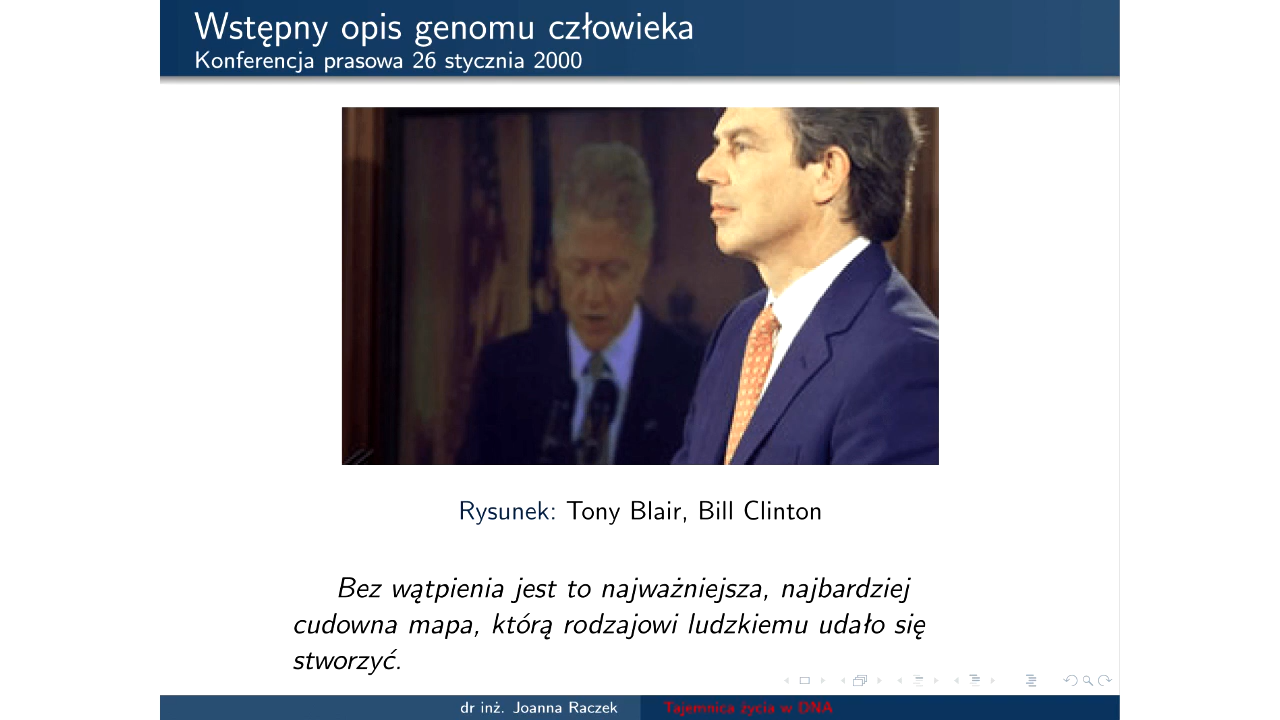 Wstępny opis genomu człowieka
Konferencja prasowa 26 stycznia 2000
Rysunek: Tony Blair, Bill Clinton
Bez wątpienia jest to najważniejsza, najbardziej
cudowna mapa, którą rodzajowi ludzkiemu udało się
stworzyć.
dr inż. Joanna Raczek
Tajemnica życia w DNA